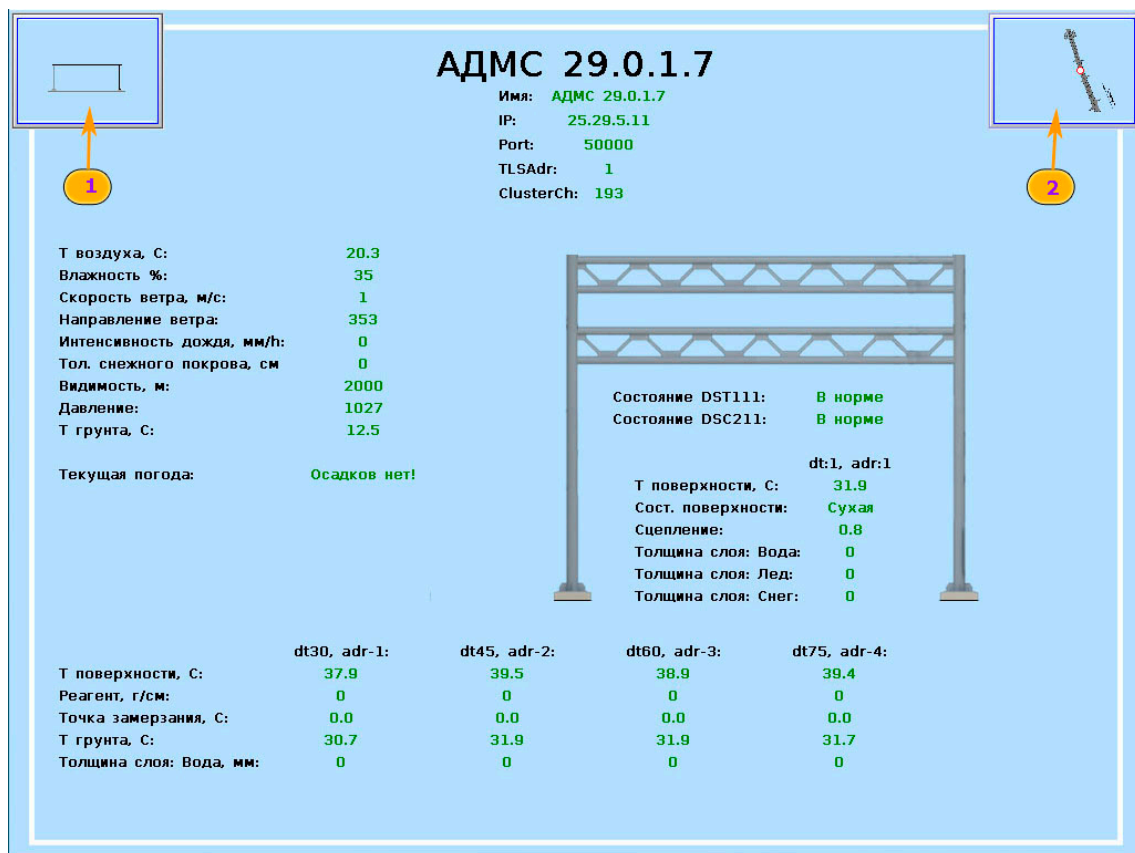 АДМС 29.0.1.7
Имя: АДМС 29.0.1.7
IP: 25.29.5.11
Port: 50000
TLSAdr: 1
ClusterCh: 193
1
2
Т воздуха, С: 20.3
Влажность %: 35
Скорость ветра, м/с: 1
Направление ветра: 353
Интенсивность дождя, мм/h: 0
Тол. снежного покрова, см 0
Видимость, м: 2000
Давление: 1027
Т грунта, С: 12.5
Текущая погода: Осадков нет!
Состояние DST111: В норме
Состояние DSC211: В норме
dt:1, adr:1
Т поверхности, С: 31.9
Сост. поверхности: Сухая
Сцепление: 0.8
Толщина слоя: Вода: 0
Толщина слоя: Лед: 0
Толщина слоя: Снег: 0
dt30, adr-1: dt45, adr-2: dt60, adr-3: dt75, adr-4:
Т поверхности, С: 37.9 39.5 38.9 39.4
Реагент, г/см: 0 0 0 0
Точка замерзания, С: 0.0 0.0 0.0 0.0
Т грунта, С: 30.7 31.9 31.9 31.7
Толщина слоя: Вода, мм: 0 0 0 0